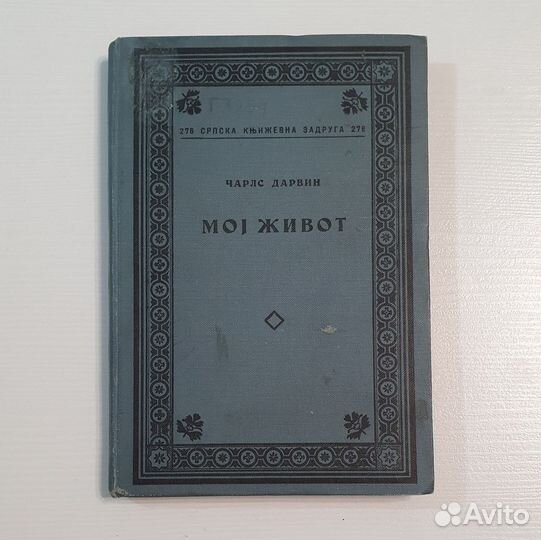 276 СРПСКА КЊИЖЕВНА ЗАДРУГА 276
ЧАРЛС ДАРВИН
МОЈ ЖИВОТ
Avito